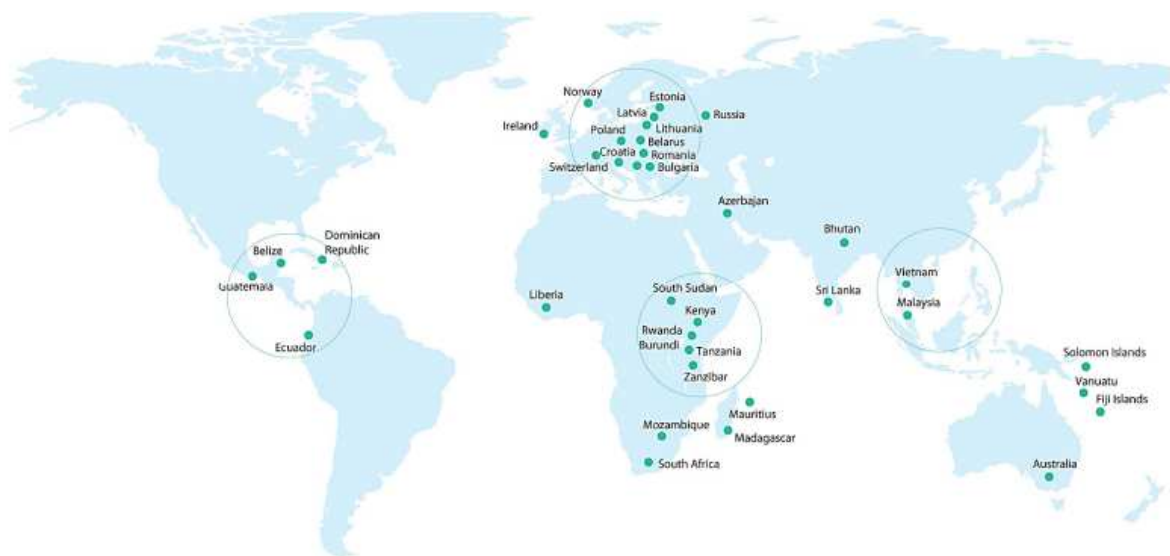 Norway
Estonia
Latvia
Russia
Ireland
Poland
Lithuania
Belarus
Croatia
Romania
Switzerland
Bulgaria
Azerbajan
Bhutan
Dominican
Republic
Belize
Guatemala
Ecuador
Liberia
South Sudan
Kenya
Rwanda
Burundi
Tanzania
Zanzibar
Sri Lanka
Vietnam
Malaysia
Solomon Islands
Vanuatu
Fiji Islands
Mauritius
Mozambique
Madagascar
South Africa
Australia